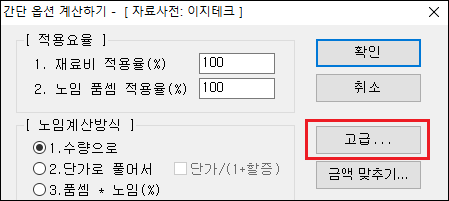 간단 옵션 계산하기 - [ 자료사전: 이지테크 ]
[ 적용요율 ]
1. 재료비 적용율(%) 100
2. 노임 품셈 적용율(%) 100
확인
취소
[ 노임계산방식 ]
1.수량으로
2.단가로 풀어서 단가/(1+할증)
3.품셈 * 노임(%)
고급...
금액 맞추기...